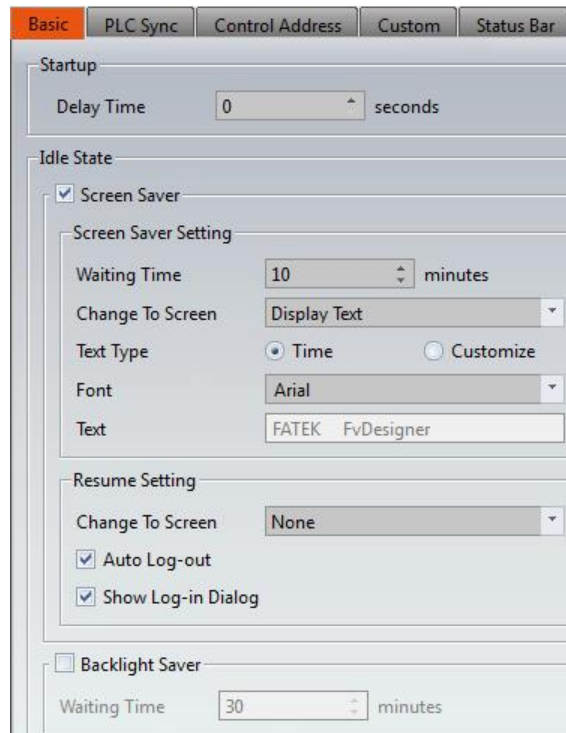 Basic PLC Sync Control Address Custom Status Bar
Startup
Delay Time 0 seconds
Idle State
Screen Saver
Screen Saver Setting
Waiting Time 10 minutes
Change To Screen Display Text
Text Type Time Customize
Font Arial
Text FATEK FvDesigner
Resume Setting
Change To Screen None
Auto Log-out
Show Log-in Dialog
Backlight Saver
Waiting Time 30 minutes